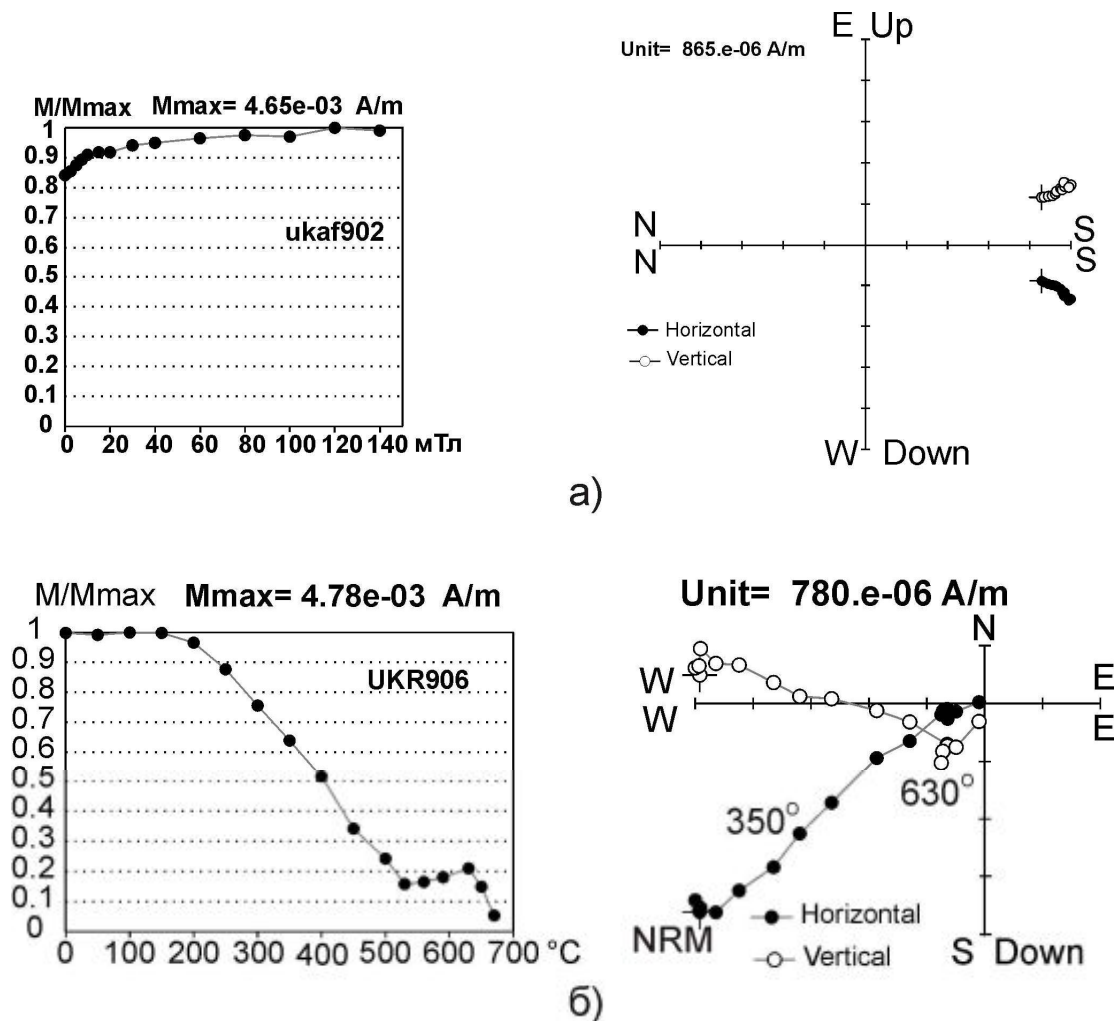 M/Mmax Mmax= 4.65e-03 A/m
1
0.9
0.8
0.7
0.6
0.5
0.4
0.3
0.2
0.1
0
ukaf902
0 20 40 60 80 100 120 140 мТл
E Up
Unit= 865.e-06 A/m
N S
N S
Horizontal
Vertical
W Down
а)
M/Mmax Mmax= 4.78e-03 A/m
1
0.9
0.8
0.7
0.6
0.5
0.4
0.3
0.2
0.1
0
UKR906
0 100 200 300 400 500 600 700 °C
Unit= 780.e-06 A/m
N
W E
W E
350° 630°
NRM
Horizontal
Vertical
S Down
б)